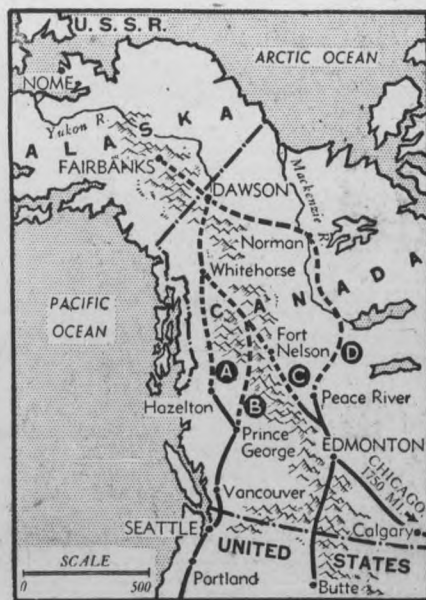 U. S. S. R.
ARCTIC OCEAN
NOME
Yukon R.
ALASKA
FAIRBANKS
DAWSON
Mackenzie R.
Norman
Whitehorse
CANADA
PACIFIC
OCEAN
Fort
Nelson
D
A
C
Peace River
Hazelton
B
Prince
George
EDMONTON
CHICAGO
1750 MI.
Vancouver
SEATTLE
Calgary
UNITED STATES
SCALE
0 500
Portland
Butte